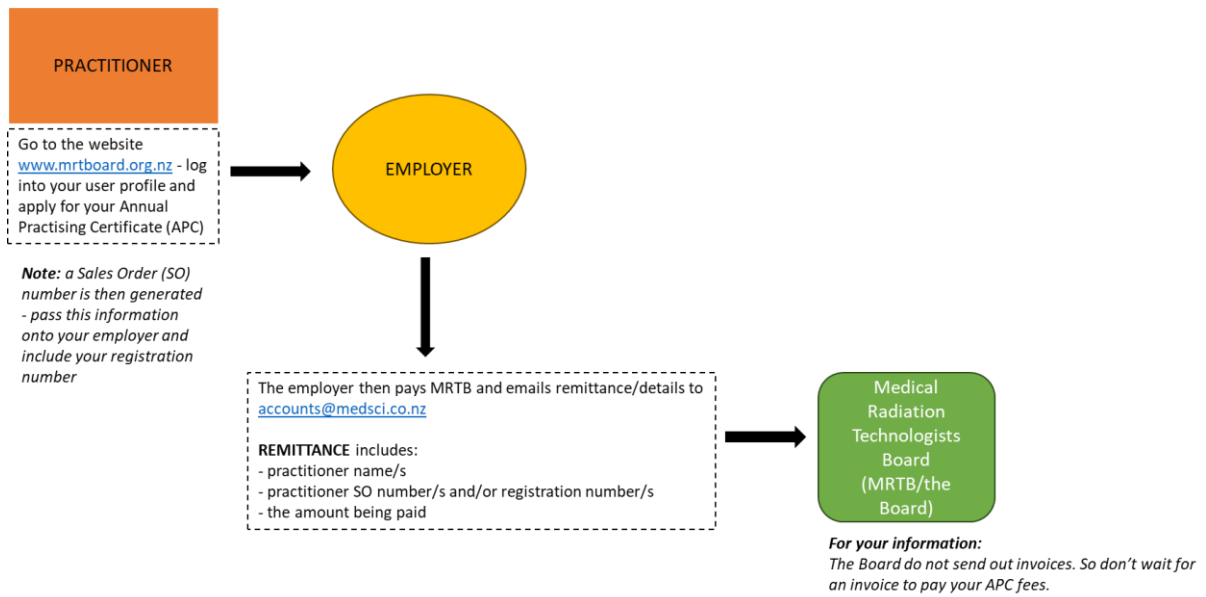 PRACTITIONER
Go to the website
www.mrtboard.org.nz - log
into your user profile and
apply for your Annual
Practising Certificate (APC)
Note: a Sales Order (SO)
number is then generated
- pass this information
onto your employer and
include your registration
number
EMPLOYER
The employer then pays MRTB and emails remittance/details to
accounts@medsci.co.nz
REMITTANCE includes:
- practitioner name/s
- practitioner SO number/s and/or registration number/s
- the amount being paid
Medical
Radiation
Technologists
Board
(MRTB/the
Board)
For your information:
The Board do not send out invoices. So don't wait for
an invoice to pay your APC fees.